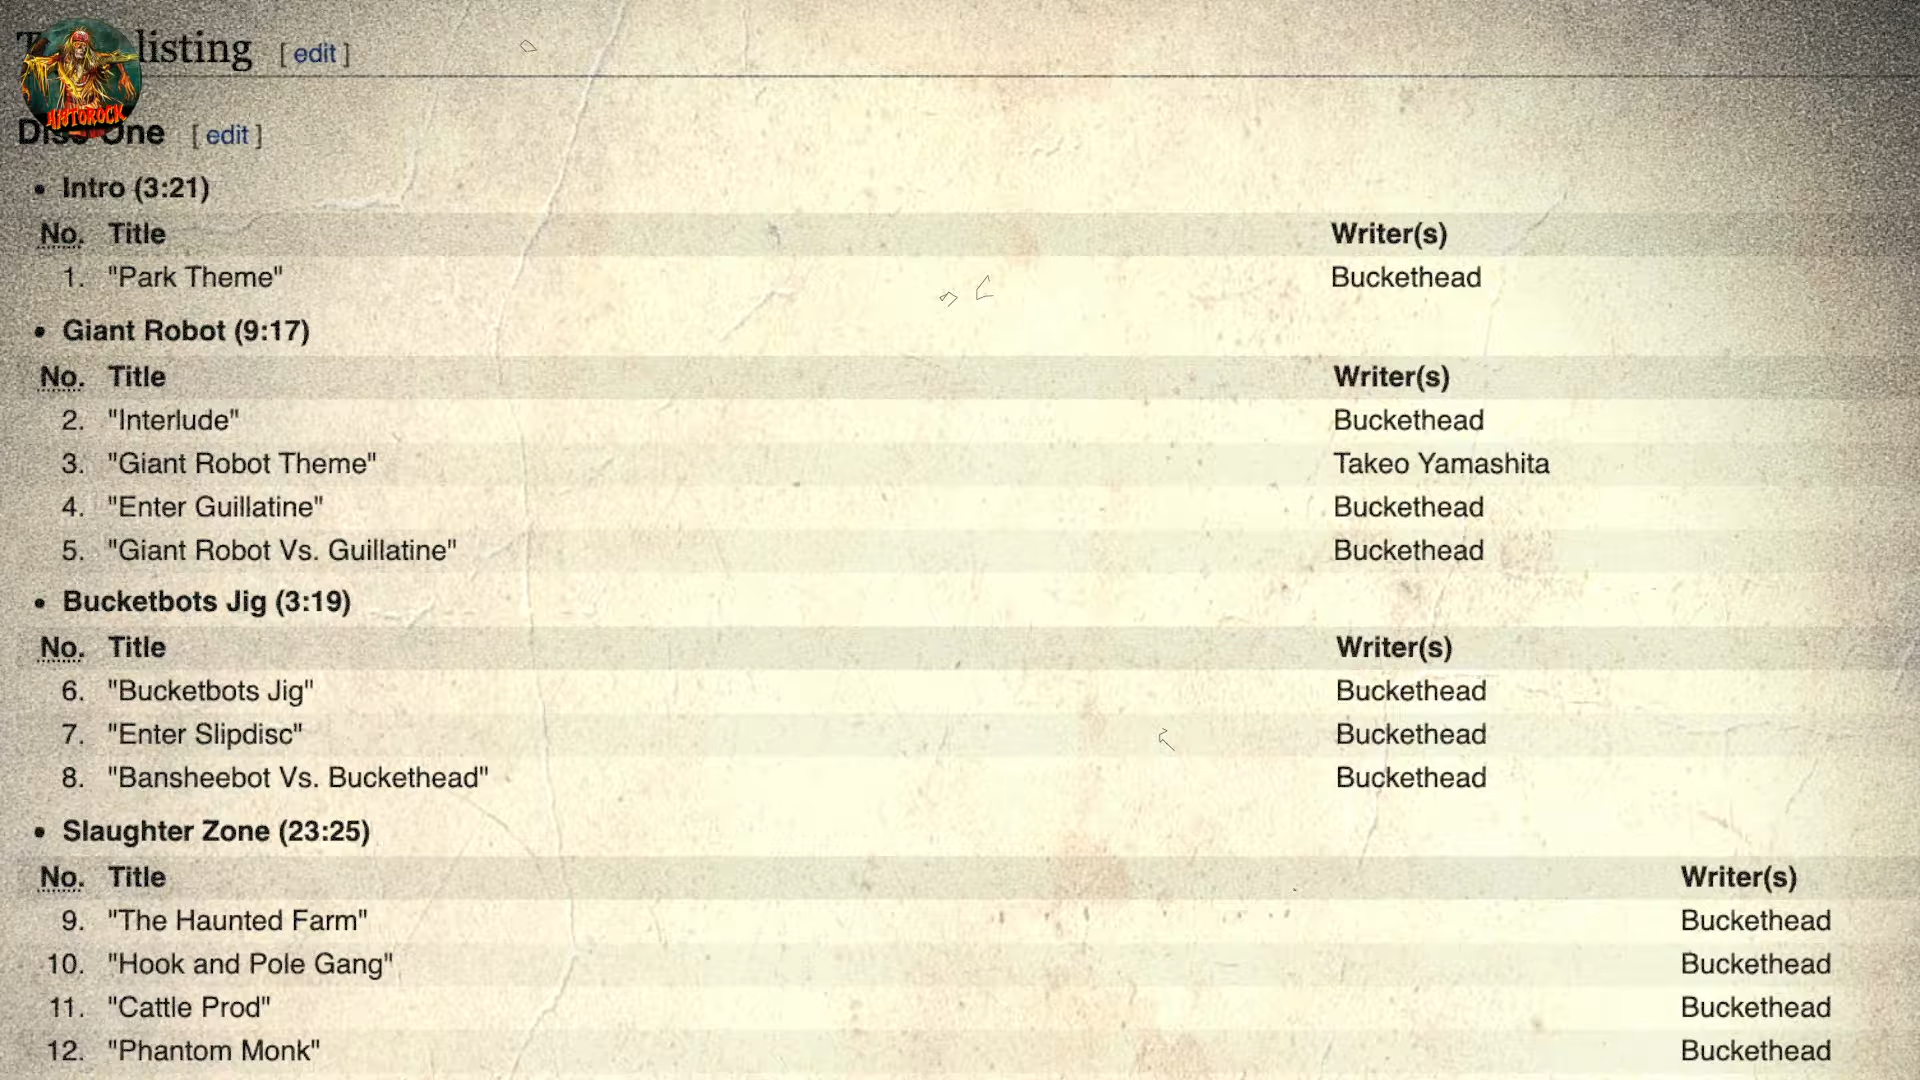 listing [ edit ]
ANTOROCK
Disc One [ edit ]
• Intro (3:21)
No. Title Writer(s)
1. "Park Theme" Buckethead
• Giant Robot (9:17)
No. Title Writer(s)
2. "Interlude" Buckethead
3. "Giant Robot Theme" Takeo Yamashita
4. "Enter Guillatine" Buckethead
5. "Giant Robot Vs. Guillatine" Buckethead
• Bucketbots Jig (3:19)
No. Title Writer(s)
6. "Bucketbots Jig" Buckethead
7. "Enter Slipdisc" Buckethead
8. "Bansheebot Vs. Buckethead" Buckethead
• Slaughter Zone (23:25)
No. Title Writer(s)
9. "The Haunted Farm" Buckethead
10. "Hook and Pole Gang" Buckethead
11. "Cattle Prod" Buckethead
12. "Phantom Monk" Buckethead